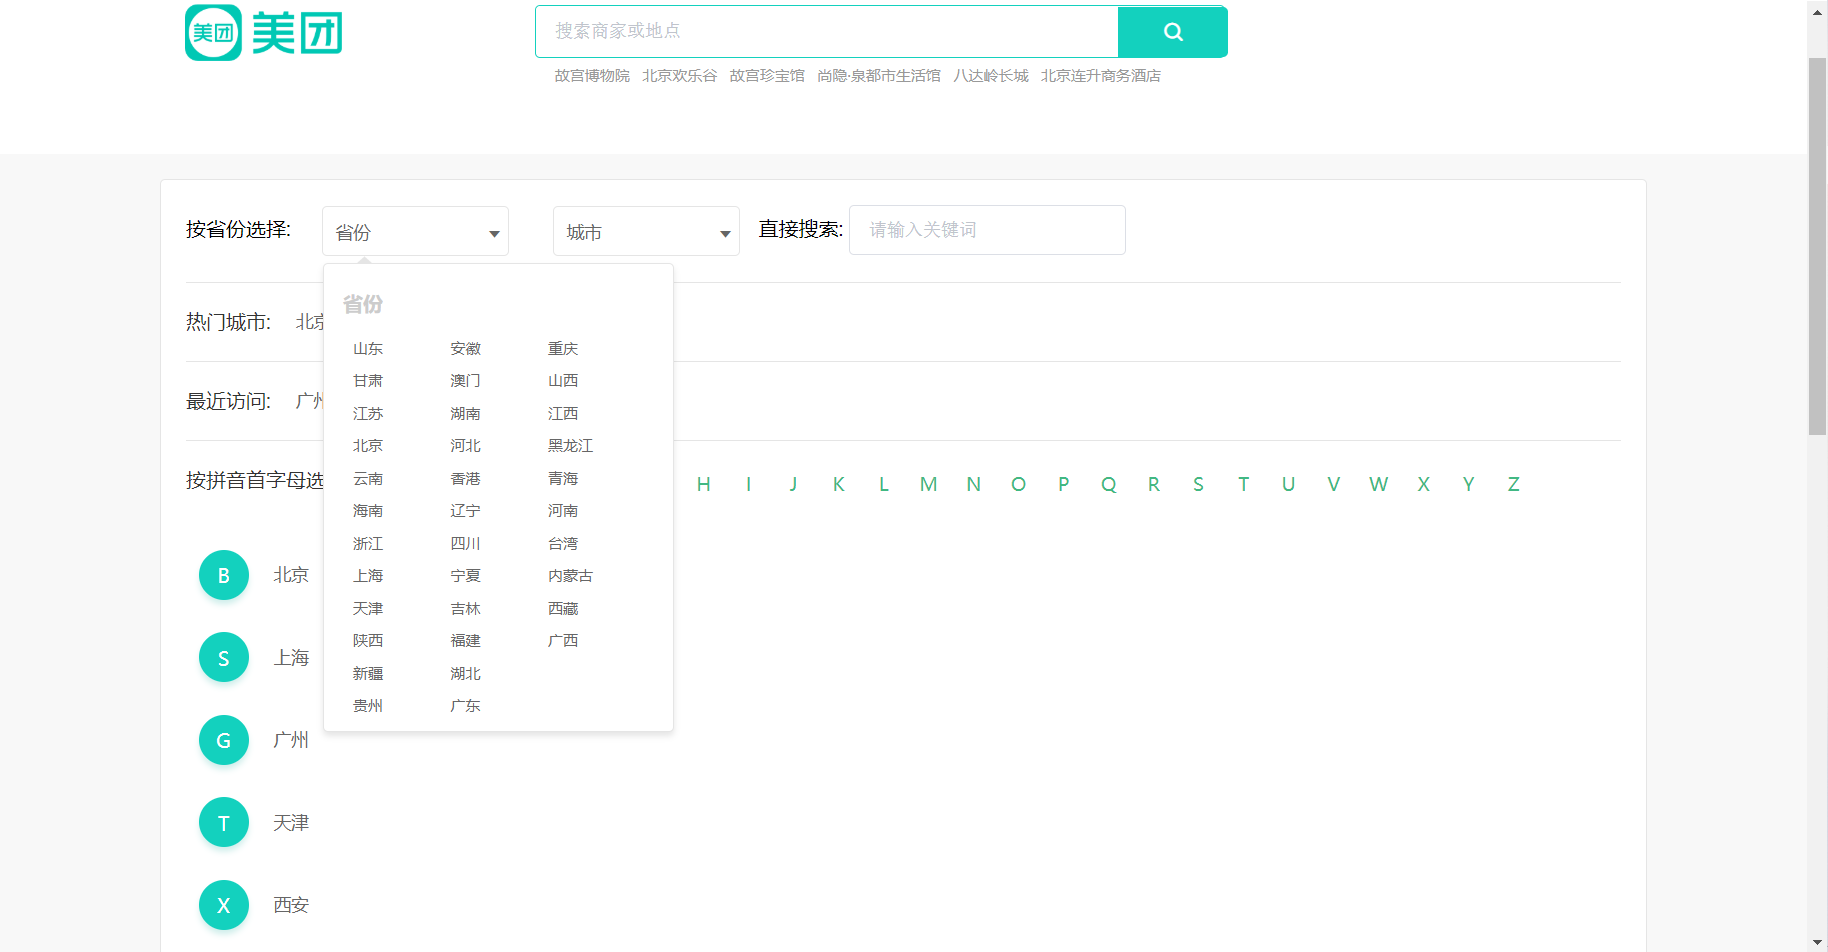 美团 美团
搜索商家或地点
故宫博物院 北京欢乐谷 故宫珍宝馆 尚隐·泉都市生活馆 八达岭长城 北京连升商务酒店
按省份选择: 省份 城市 直接搜索: 请输入关键词
省份
热门城市: 北京
山东 安徽 重庆
甘肃 澳门 山西
最近访问: 广州
江苏 湖南 江西
北京 河北 黑龙江
按拼音首字母选 H I J K L M N O P Q R S T U V W X Y Z
云南 香港 青海
海南 辽宁 河南
浙江 四川 台湾
B 北京
上海 宁夏 内蒙古
天津 吉林 西藏
陕西 福建 广西
S 上海
新疆 湖北
贵州 广东
G 广州
T 天津
X 西安